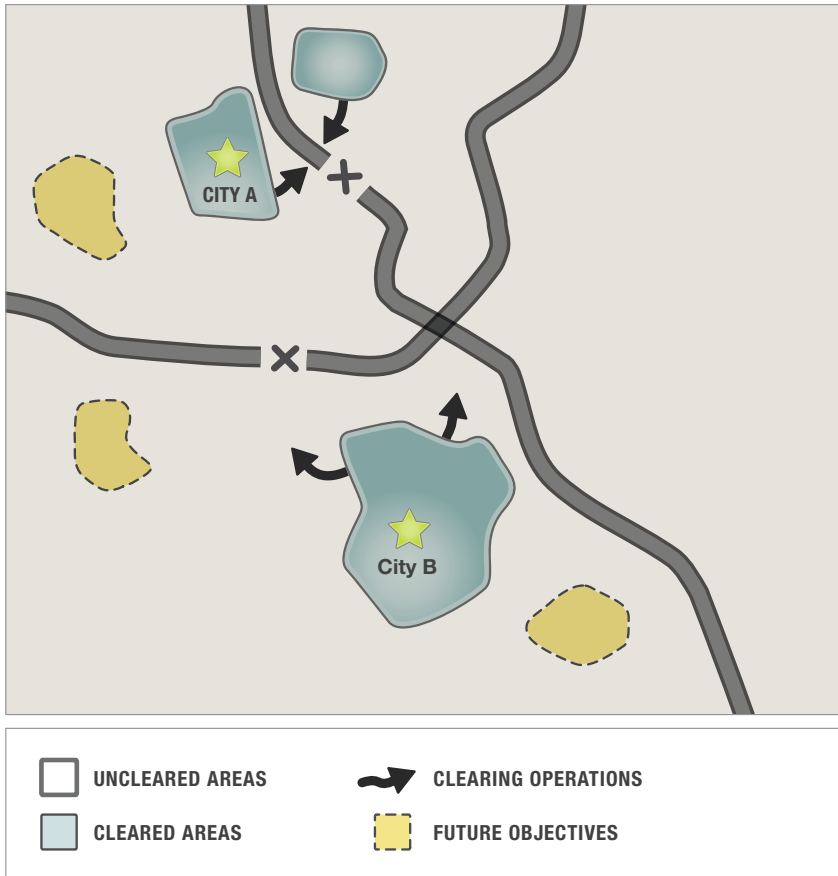 CITY A
City B
UNCLEARED AREAS
CLEARING OPERATIONS
CLEARED AREAS
FUTURE OBJECTIVES